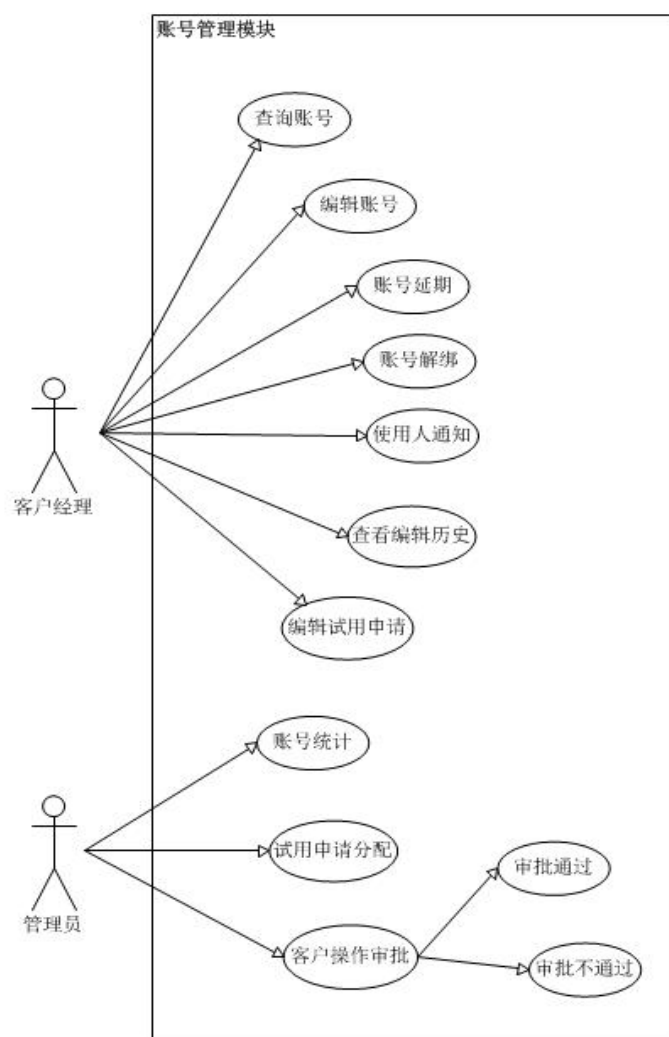 账号管理模块
查询账号
编辑账号
账号延期
账号解绑
使用人通知
客户经理
查看编辑历史
编辑试用申请
账号统计
试用申请分配
管理员
客户操作审批
审批通过
审批不通过